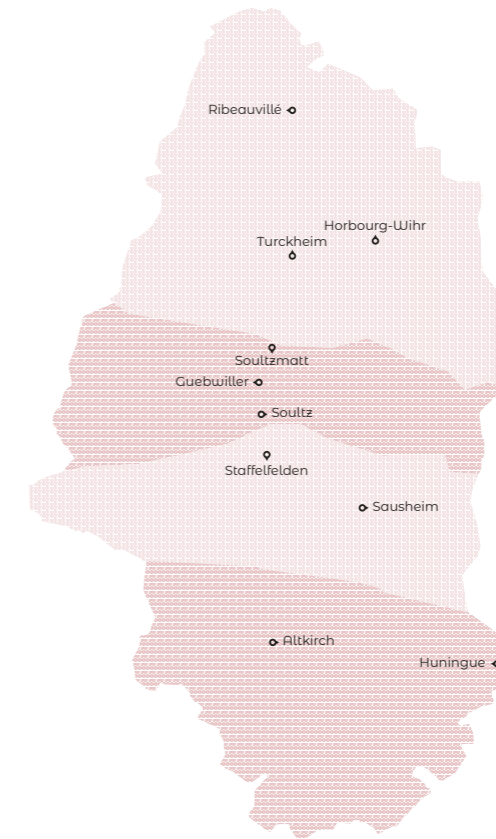 Ribeauvillé
Horbourg-Wihr
Turckheim
Soultzmatt
Guebwiller
Soultz
Staffelfelden
Sausheim
Altkirch
Huningue